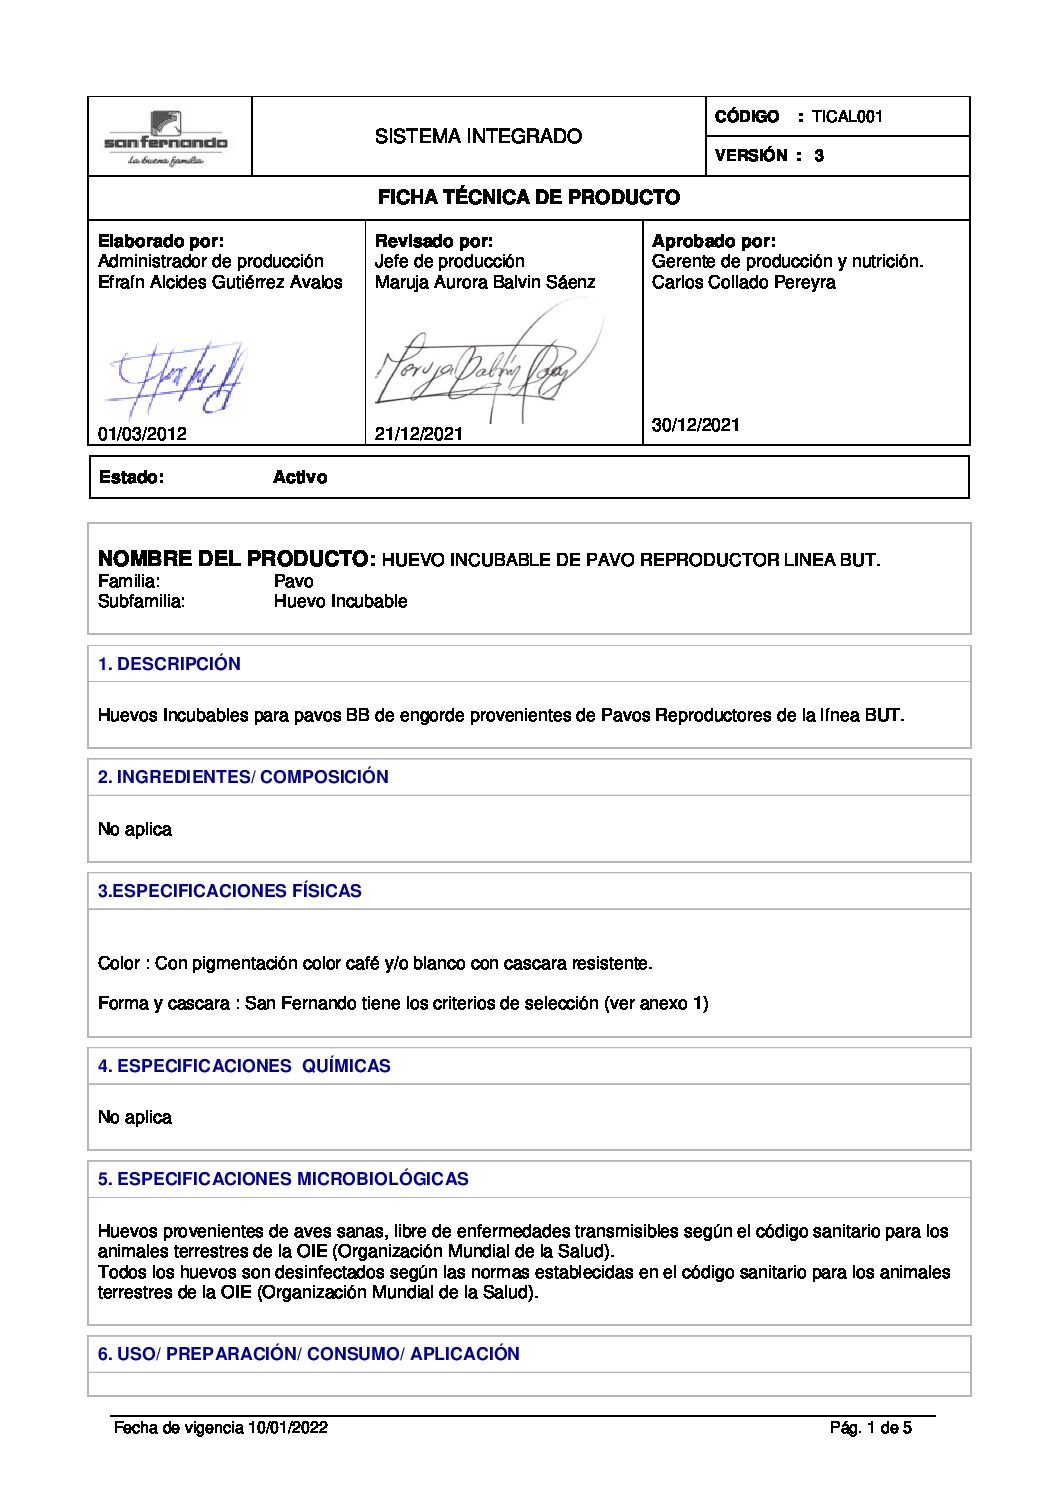 san fernando
La buena familia
SISTEMA INTEGRADO
CÓDIGO : TICAL001
VERSIÓN : 3
FICHA TÉCNICA DE PRODUCTO
Elaborado por:
Administrador de producción
Efraín Alcides Gutiérrez Avalos
01/03/2012
Revisado por:
Jefe de producción
Maruja Aurora Balvin Sáenz
21/12/2021
Aprobado por:
Gerente de producción y nutrición.
Carlos Collado Pereyra
30/12/2021
Estado: Activo
NOMBRE DEL PRODUCTO: HUEVO INCUBABLE DE PAVO REPRODUCTOR LINEA BUT.
Familia: Pavo
Subfamilia: Huevo Incubable
1. DESCRIPCIÓN
Huevos Incubables para pavos BB de engorde provenientes de Pavos Reproductores de la línea BUT.
2. INGREDIENTES/ COMPOSICIÓN
No aplica
3.ESPECIFICACIONES FÍSICAS
Color : Con pigmentación color café y/o blanco con cascara resistente.
Forma y cascara : San Fernando tiene los criterios de selección (ver anexo 1)
4. ESPECIFICACIONES QUÍMICAS
No aplica
5. ESPECIFICACIONES MICROBIOLÓGICAS
Huevos provenientes de aves sanas, libre de enfermedades transmisibles según el código sanitario para los
animales terrestres de la OIE (Organización Mundial de la Salud).
Todos los huevos son desinfectados según las normas establecidas en el código sanitario para los animales
terrestres de la OIE (Organización Mundial de la Salud).
6. USO/ PREPARACIÓN/ CONSUMO/ APLICACIÓN
Fecha de vigencia 10/01/2022 Pág. 1 de 5